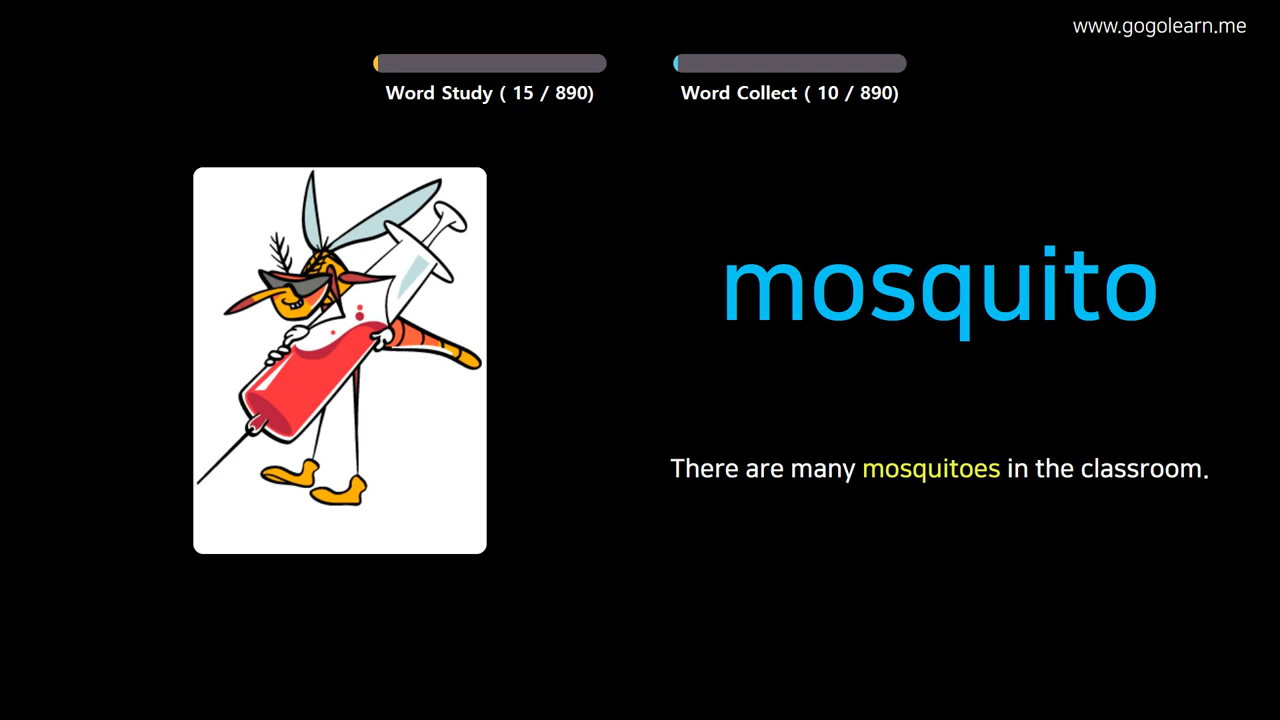 www.gogolearn.me
Word Study ( 15 / 890)
Word Collect ( 10 / 890)
mosquito
There are many mosquitoes in the classroom.